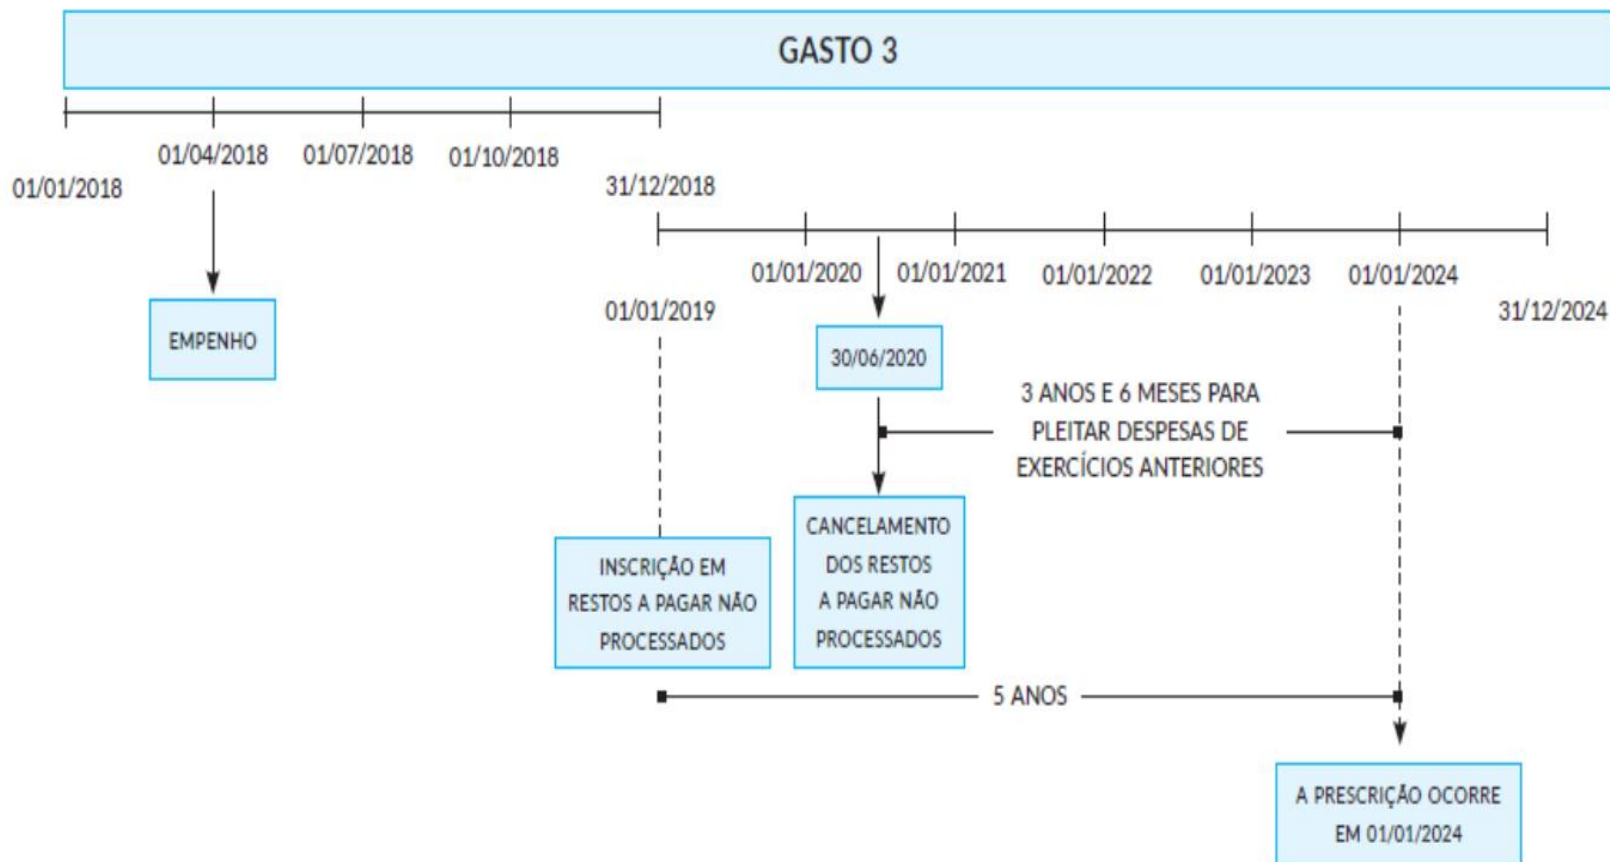 GASTO 3
01/04/2018
01/07/2018
01/10/2018
01/01/2018
31/12/2018
01/01/2020
01/01/2021
01/01/2022
01/01/2023
01/01/2024
01/01/2019
31/12/2024
EMPENHO
30/06/2020
3 ANOS E 6 MESES PARA
PLEITAR DESPESAS DE
EXERCÍCIOS ANTERIORES
INSCRIÇÃO EM
RESTOS A PAGAR NÃO
PROCESSADOS
CANCELAMENTO
DOS RESTOS
A PAGAR NÃO
PROCESSADOS
5 ANOS
A PRESCRIÇÃO OCORRE
EM 01/01/2024